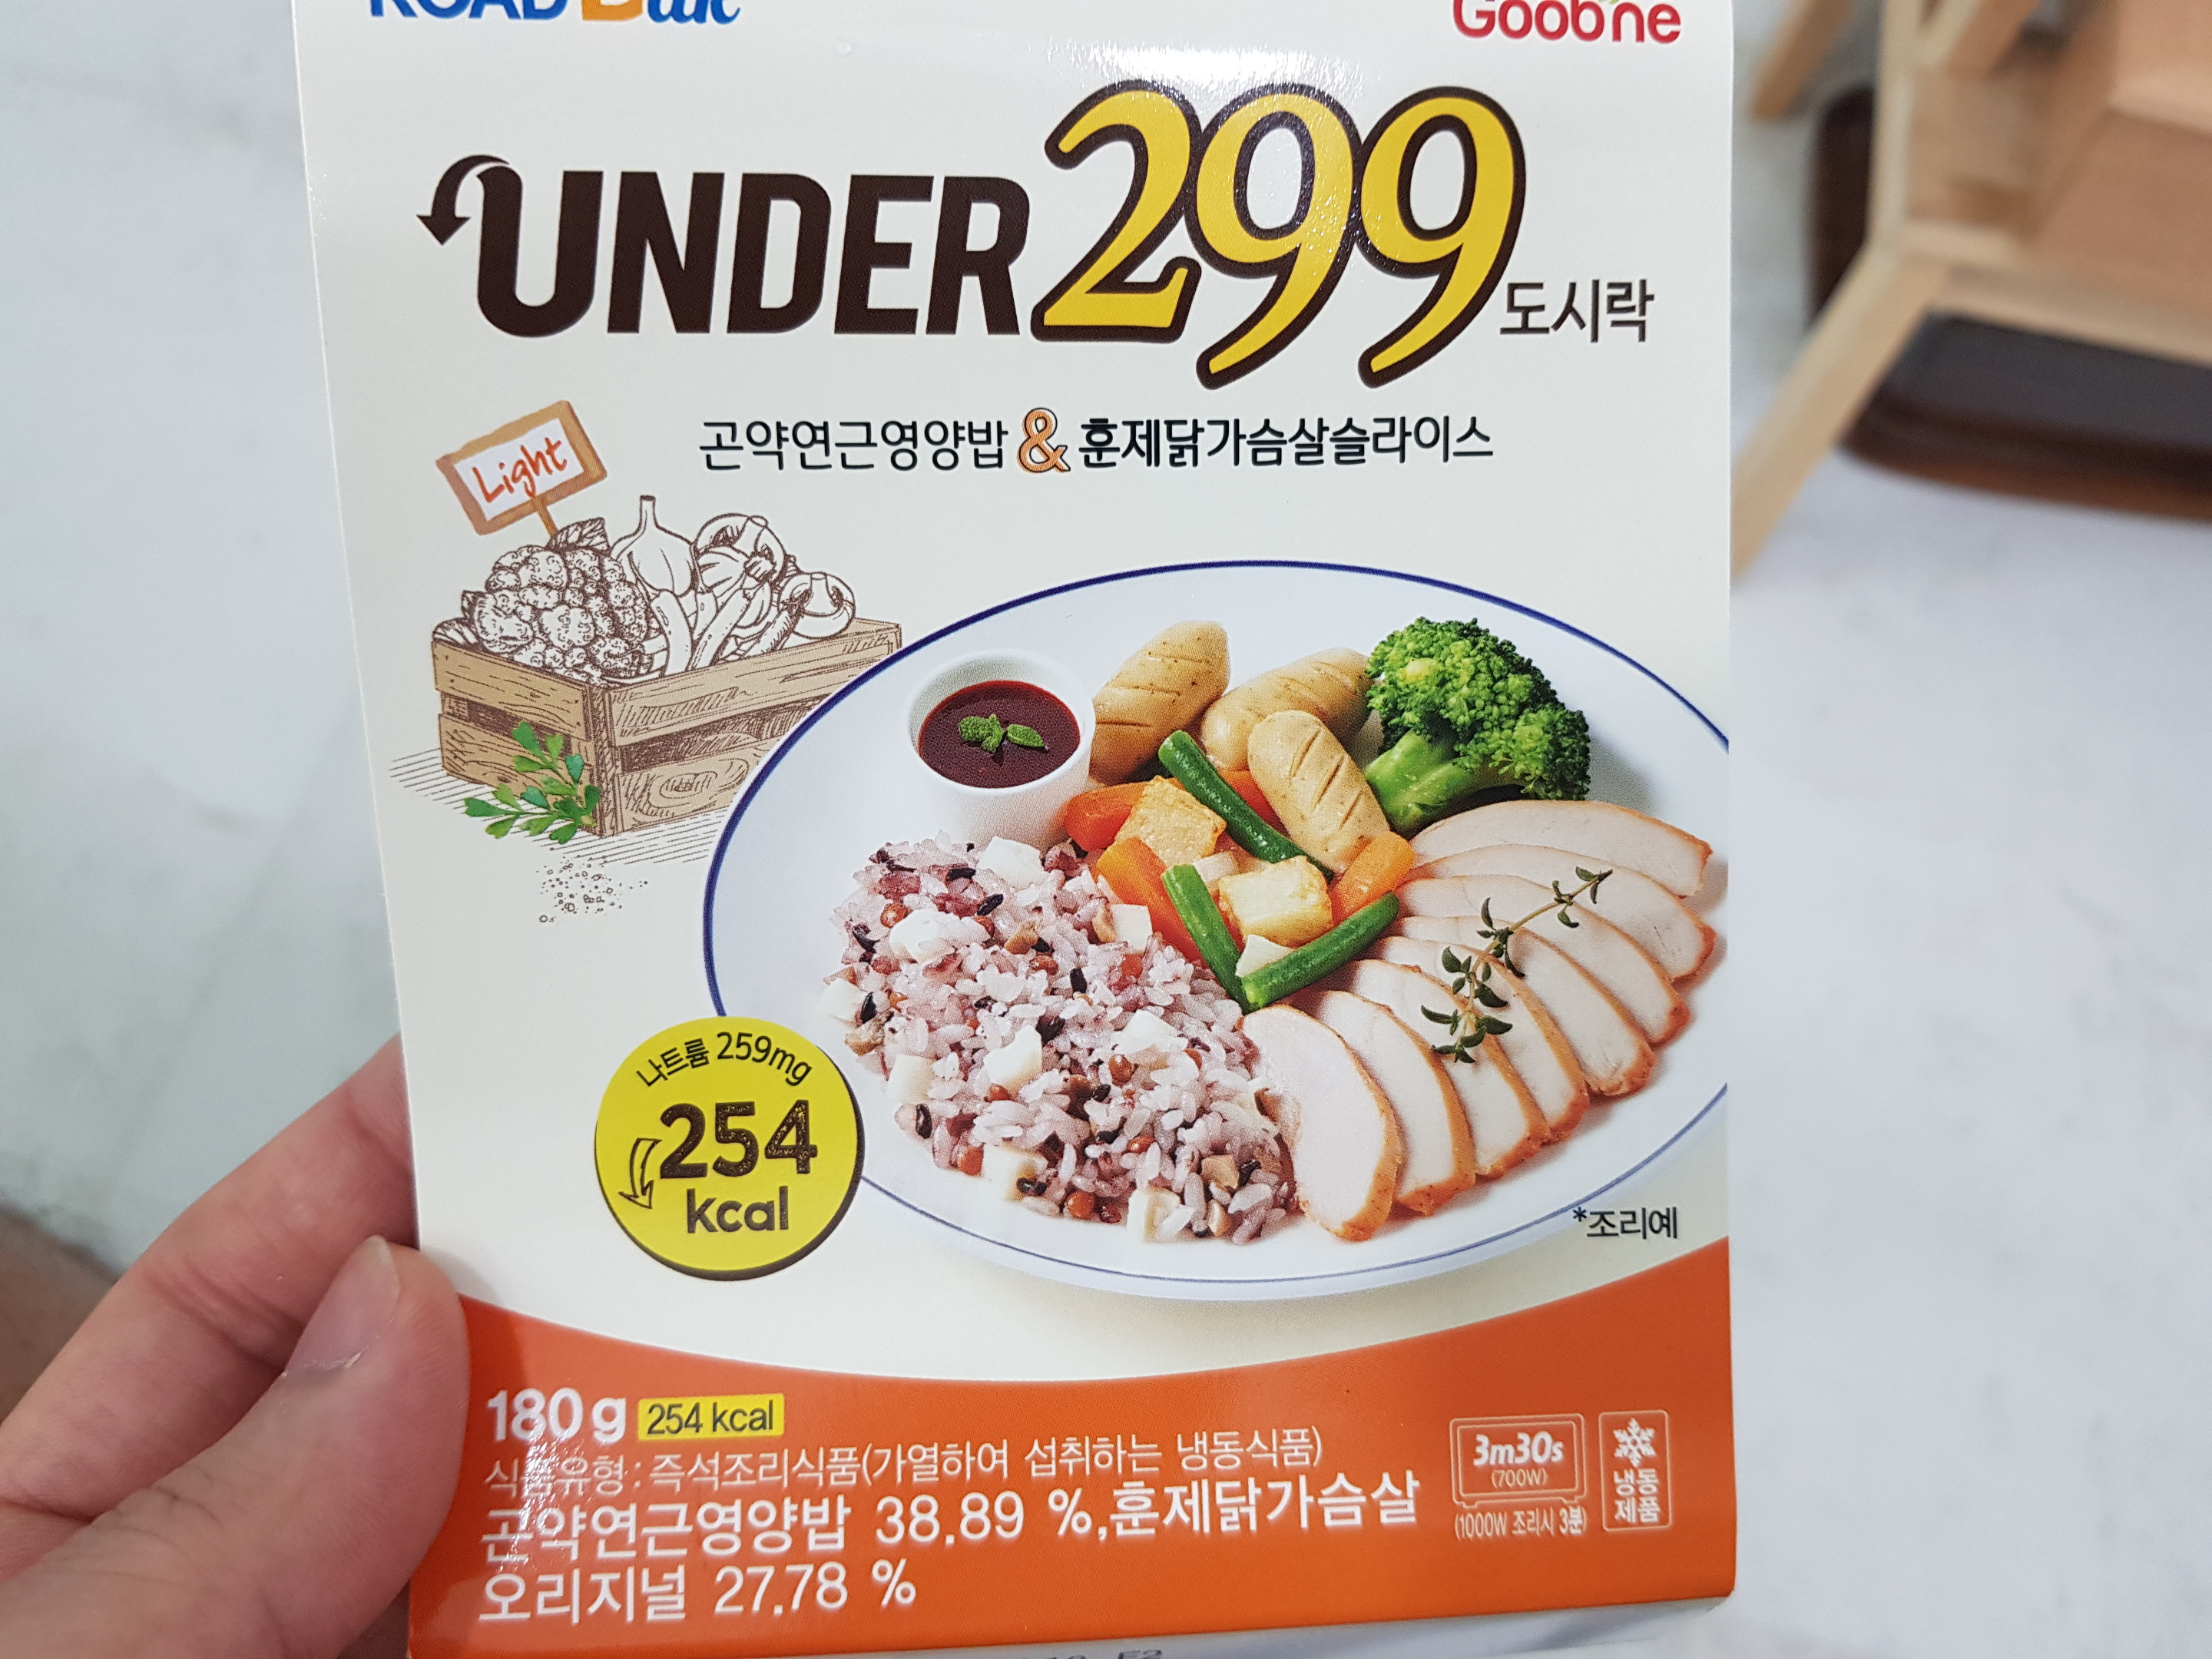 ROAD Dak
Goobne
UNDER299 도시락
곤약연근영양밥 & 훈제닭가슴살슬라이스
Light
나트륨 259mg
254
kcal
*조리예
180g 254 kcal
식품유형: 즉석조리식품(가열하여 섭취하는 냉동식품)
곤약연근영양밥 38.89 %,훈제닭가슴살
오리지널 27.78 %
3m30s
(700W)
(1000W 조리시 3분)
냉동
제품